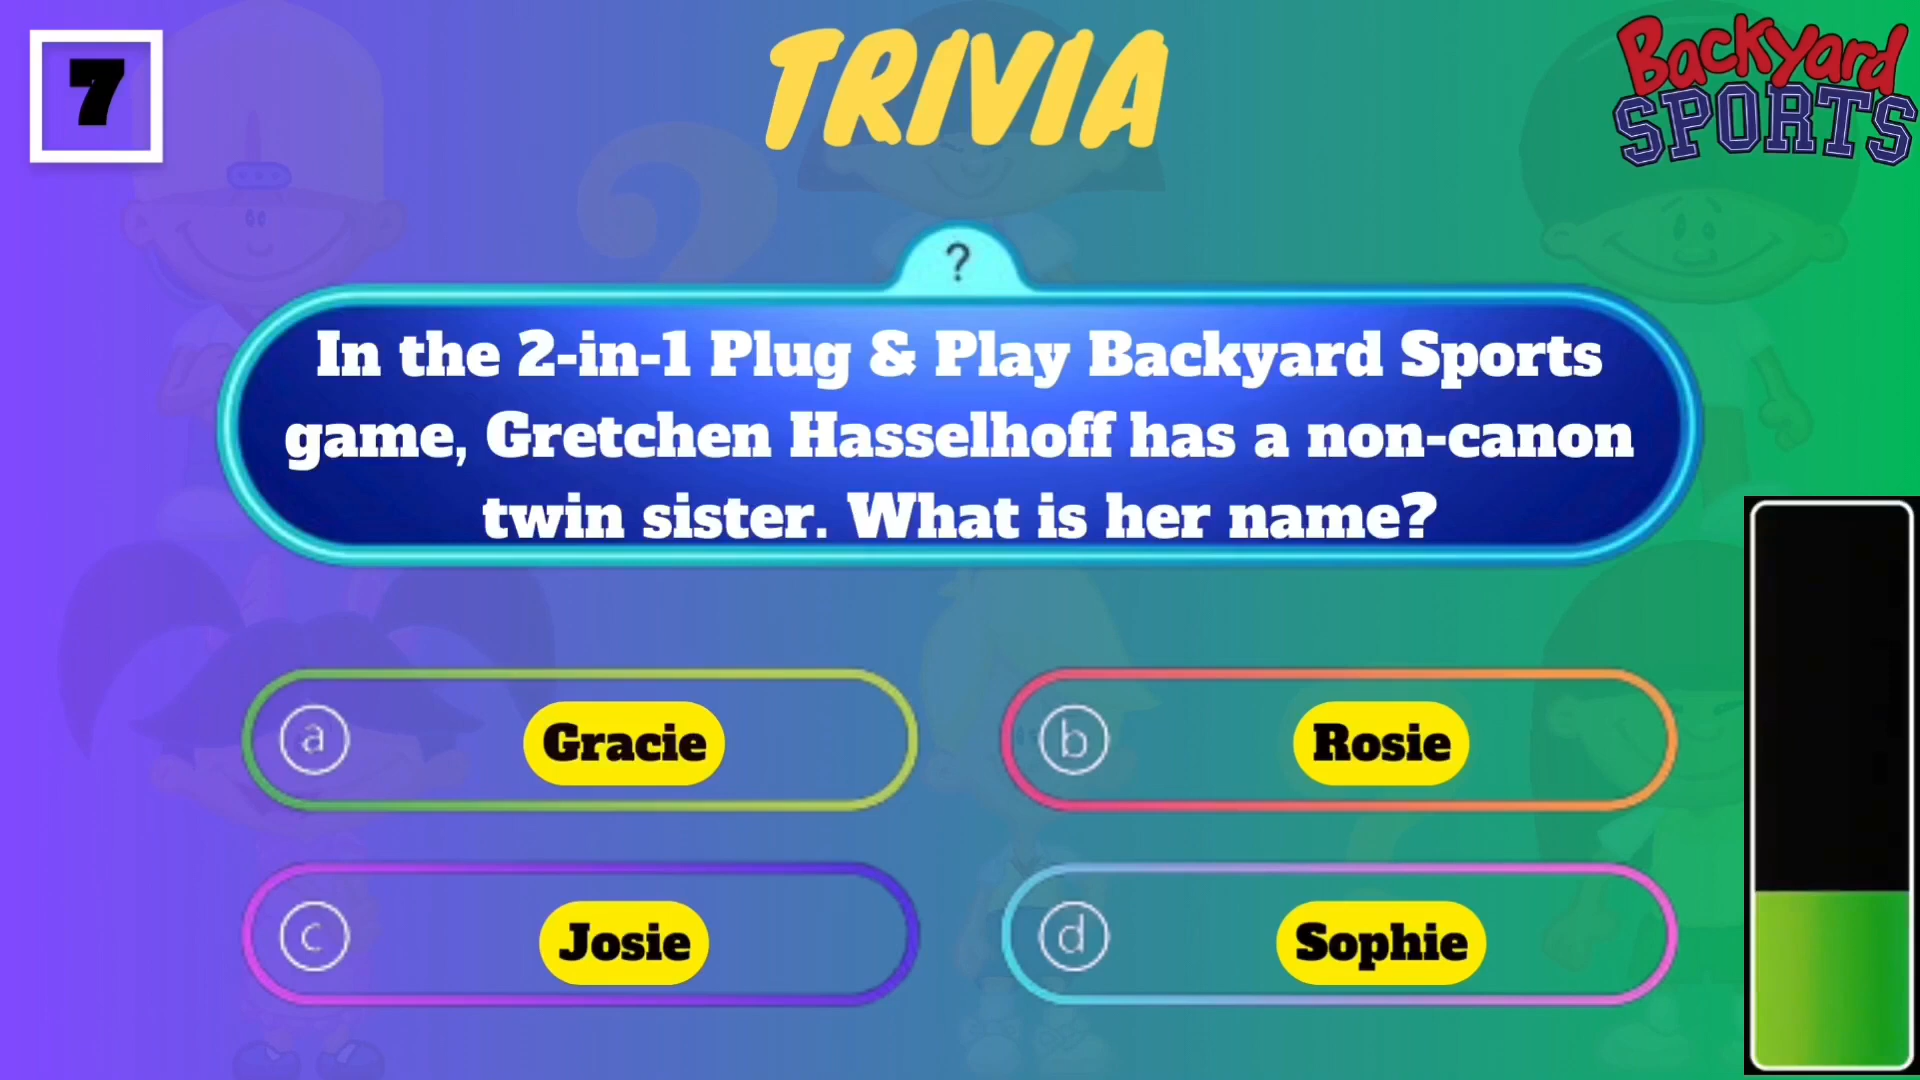 7
TRIVIA
Backyard
SPORTS
?
In the 2-in-1 Plug & Play Backyard Sports
game, Gretchen Hasselhoff has a non-canon
twin sister. What is her name?
a Gracie
b Rosie
c Josie
d Sophie